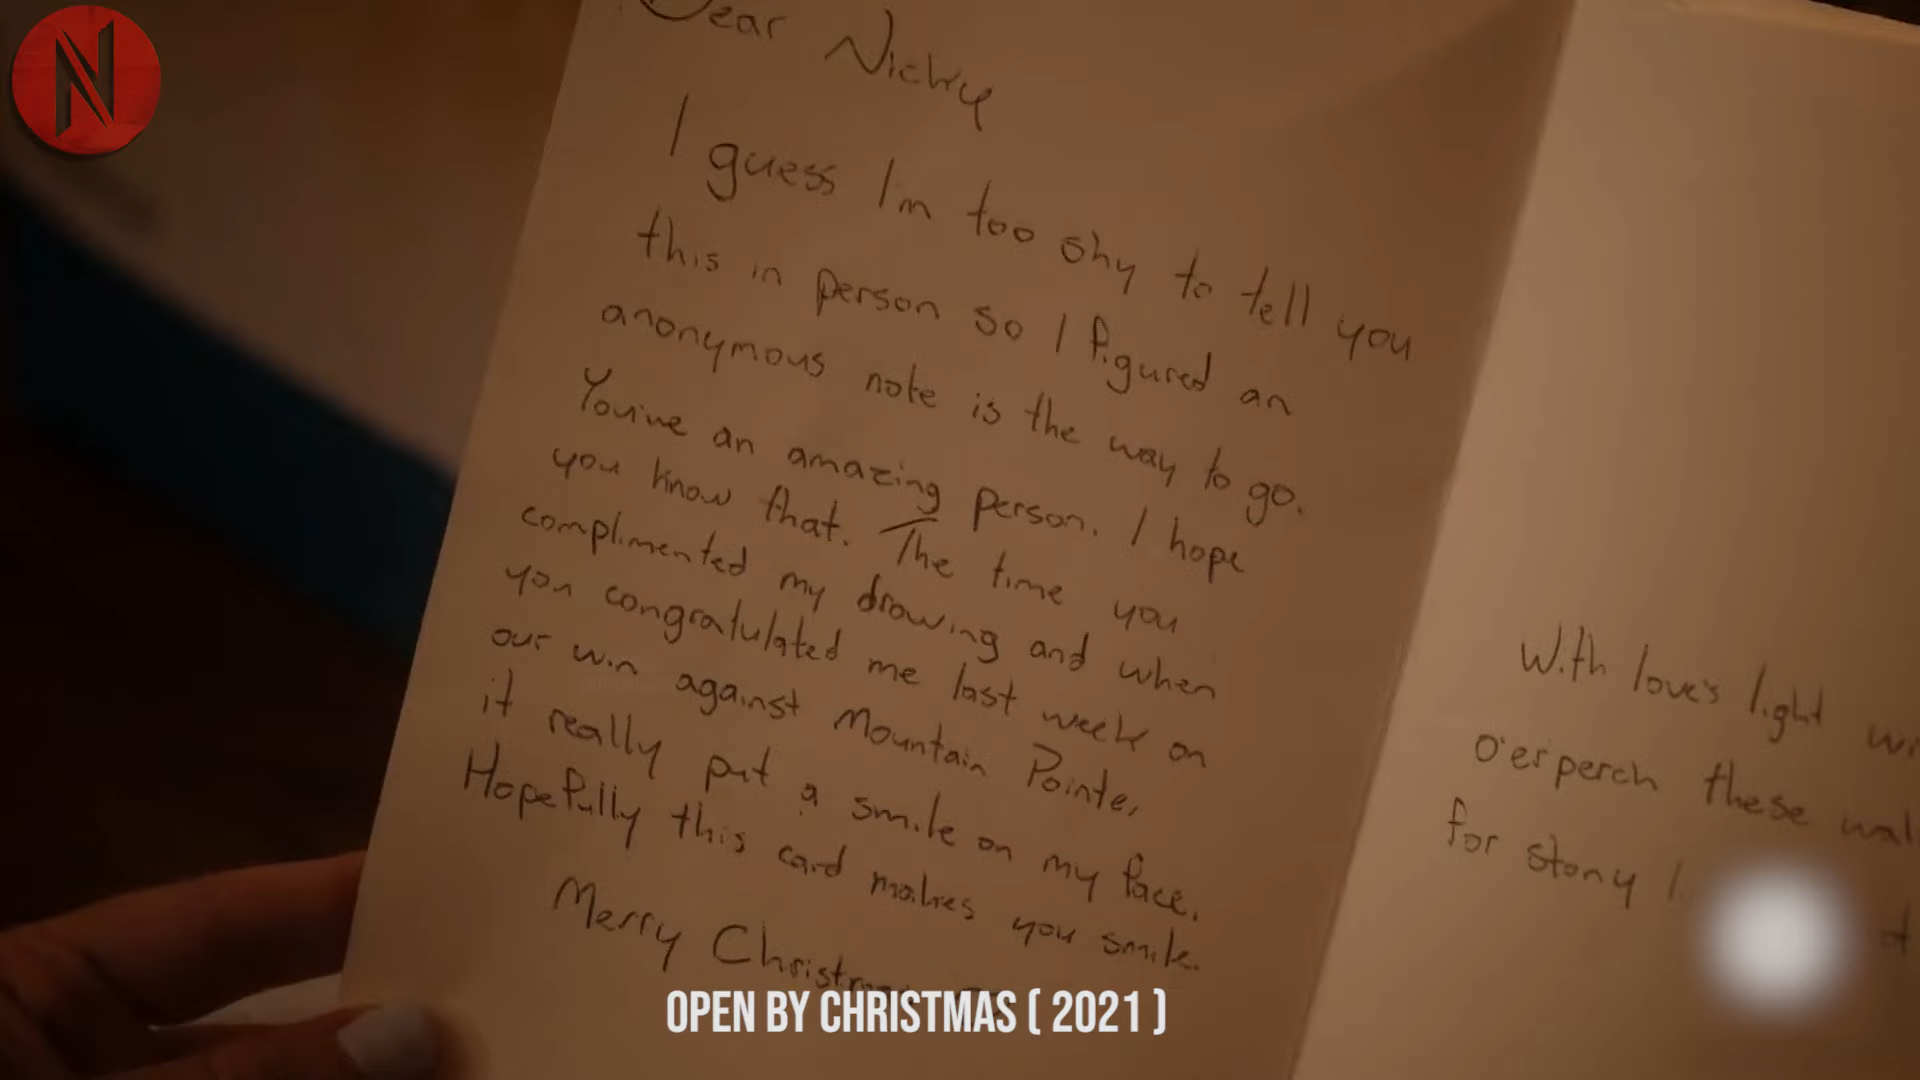 Dear Nicky
I guess I'm too shy to tell you
this in person so I figured an
anonymous note is the way to go.
You're an amazing person. I hope
you know that. The time you
complimented my drawing and when
you congratulated me last week on
our win against Mountain Pointe,
it really put a smile on my face.
Hopefully this card makes you smile.
Merry Christmas
With love's light
o'erperch these
for stony
N
OPEN BY CHRISTMAS ( 2021 )